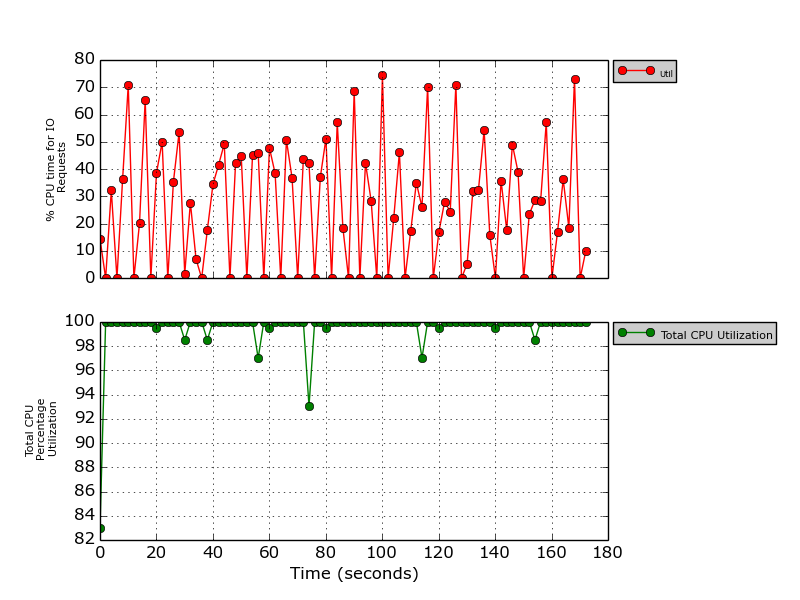 80
70
60
50
40
30
20
10
0
% CPU time for IO
Requests
Util
100
98
96
94
92
90
88
86
84
82
Total CPU
Percentage
Utilization
Total CPU Utilization
0 20 40 60 80 100 120 140 160 180
Time (seconds)